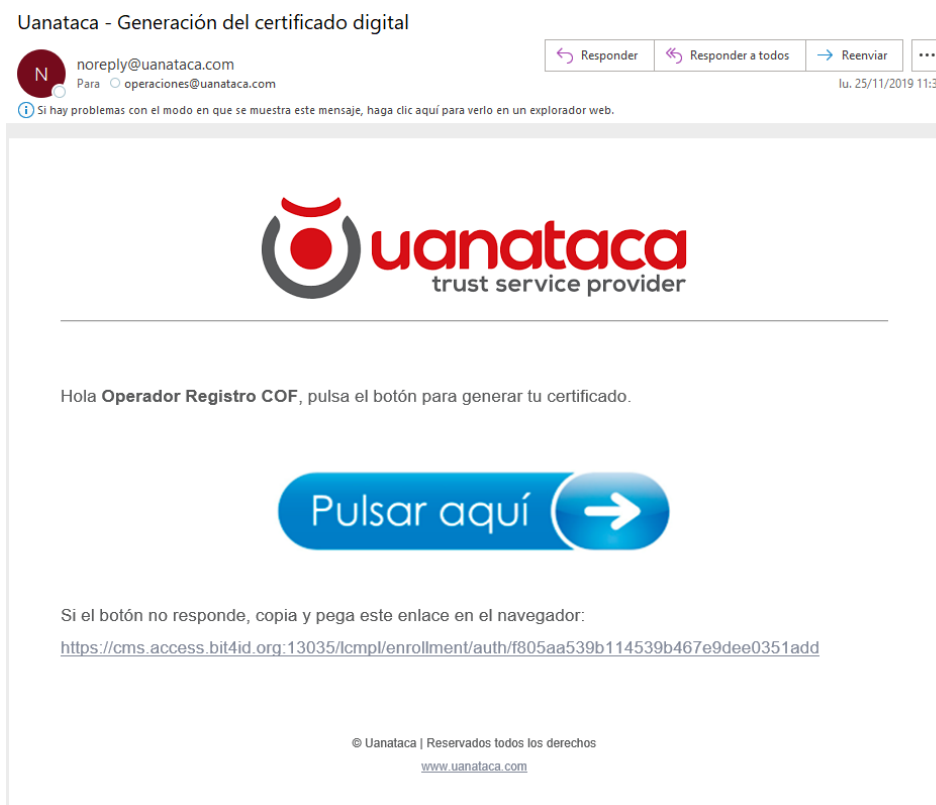 Uanataca - Generación del certificado digital
N
noreply@uanataca.com
Para operaciones@uanataca.com
Responder
Responder a todos
Reenviar
lu. 25/11/2019 11:3
Si hay problemas con el modo en que se muestra este mensaje, haga clic aquí para verlo en un explorador web.
uanataca
trust service provider
Hola Operador Registro COF, pulsa el botón para generar tu certificado.
Pulsar aquí
Si el botón no responde, copia y pega este enlace en el navegador:
https://cms.access.bit4id.org:13035/lcmpl/enrollment/auth/f805aa539b114539b467e9dee0351add
© Uanataca | Reservados todos los derechos
www.uanataca.com